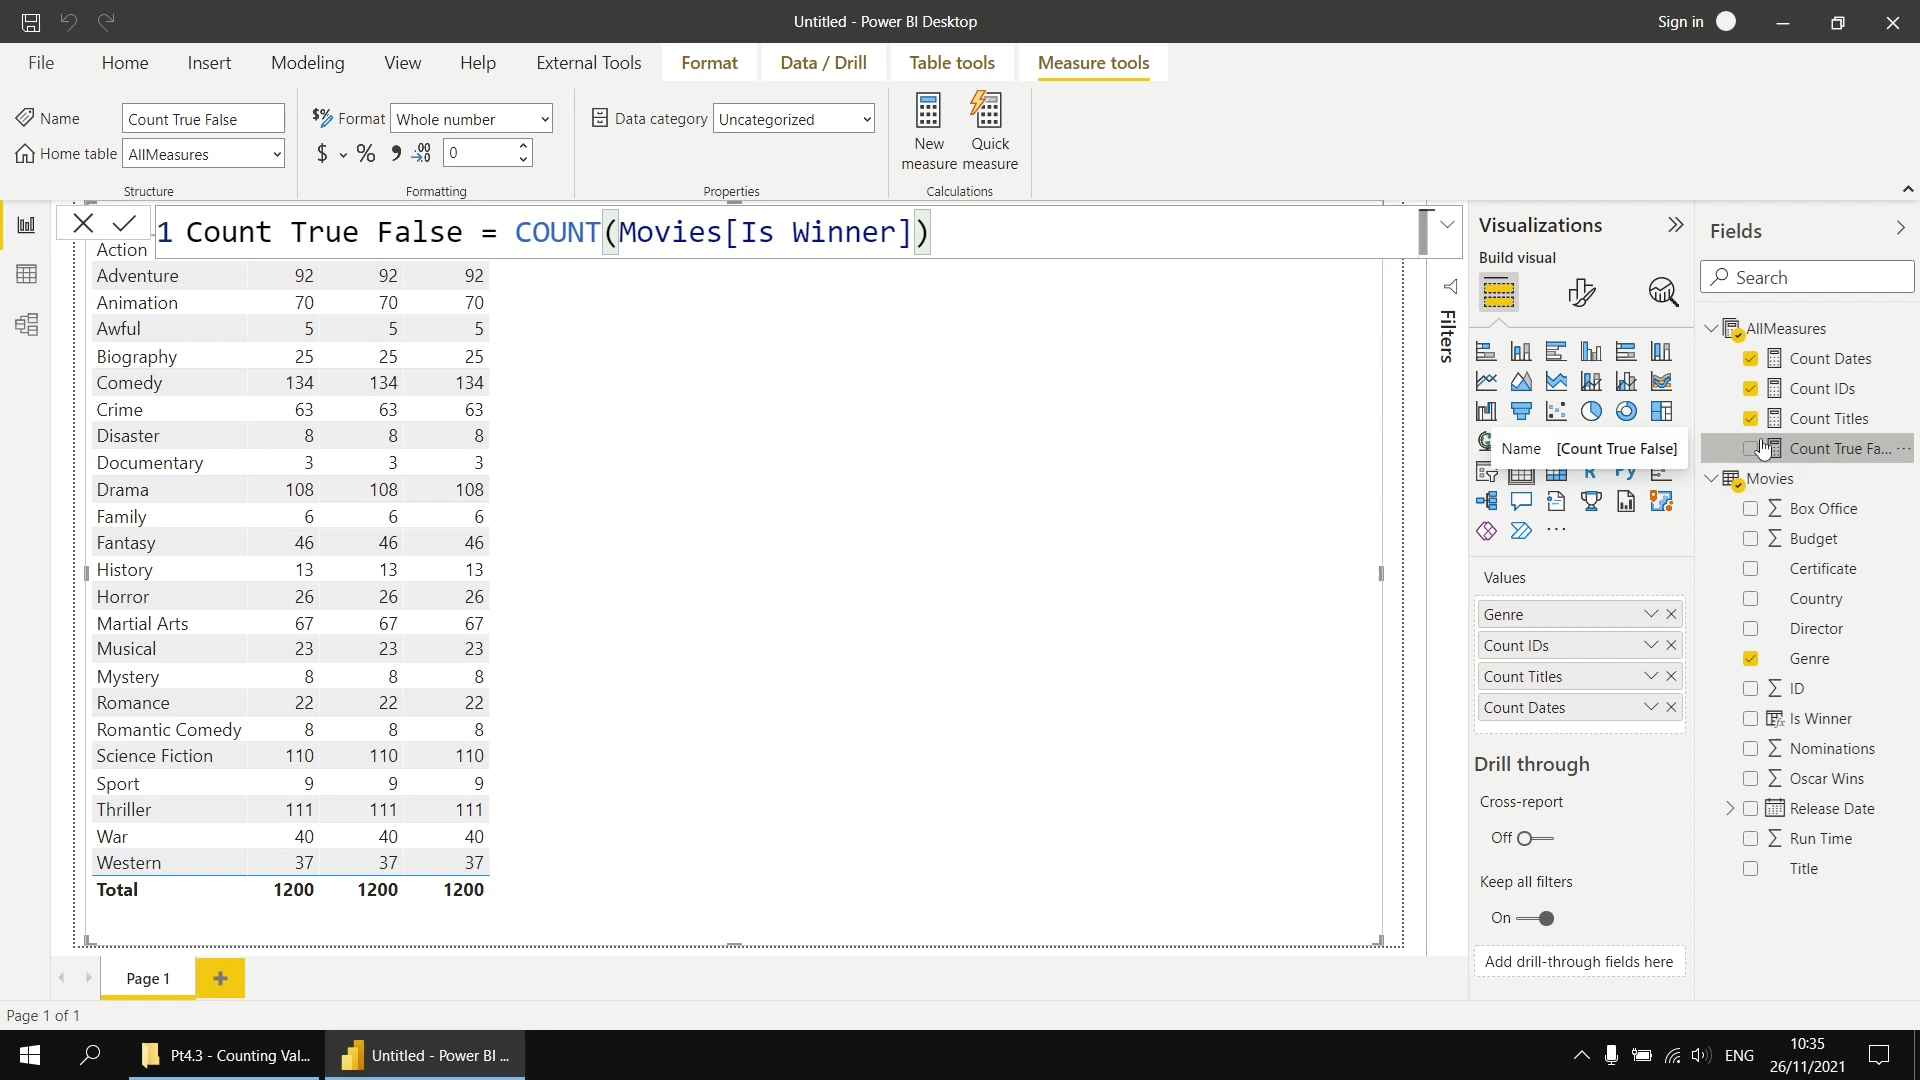 Untitled - Power BI Desktop
Sign in
File Home Insert Modeling View Help External Tools Format Data / Drill Table tools Measure tools
Name Count True False
Home table AllMeasures
Structure
Format Whole number
$ % , .00 0
Formatting
Data category Uncategorized
Properties
New measure
Quick measure
Calculations
1 Count True False = COUNT(Movies[Is Winner])
Action
Adventure 92 92 92
Animation 70 70 70
Awful 5 5 5
Biography 25 25 25
Comedy 134 134 134
Crime 63 63 63
Disaster 8 8 8
Documentary 3 3 3
Drama 108 108 108
Family 6 6 6
Fantasy 46 46 46
History 13 13 13
Horror 26 26 26
Martial Arts 67 67 67
Musical 23 23 23
Mystery 8 8 8
Romance 22 22 22
Romantic Comedy 8 8 8
Science Fiction 110 110 110
Sport 9 9 9
Thriller 111 111 111
War 40 40 40
Western 37 37 37
Total 1200 1200 1200
Filters
Visualizations
Build visual
Name [Count True False]
R Py
Values
Genre
Count IDs
Count Titles
Count Dates
Drill through
Cross-report
Off
Keep all filters
On
Add drill-through fields here
Fields
Search
AllMeasures
Count Dates
Count IDs
Count Titles
Count True Fa...
Movies
Box Office
Budget
Certificate
Country
Director
Genre
ID
Is Winner
Nominations
Oscar Wins
Release Date
Run Time
Title
Page 1
Page 1 of 1
Pt4.3 - Counting Val...
Untitled - Power BI ...
ENG
10:35
26/11/2021